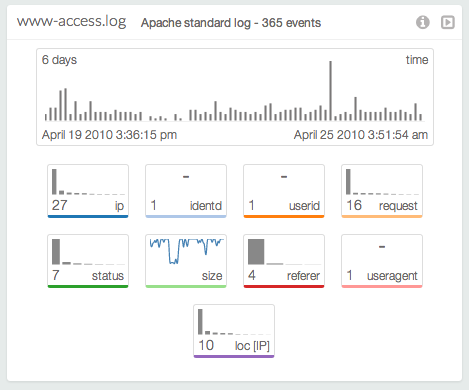 www-access.log Apache standard log - 365 events
6 days time
April 19 2010 3:36:15 pm April 25 2010 3:51:54 am
27 ip
- 1 identd
- 1 userid
16 request
7 status
size
4 referer
- 1 useragent
10 loc [IP]